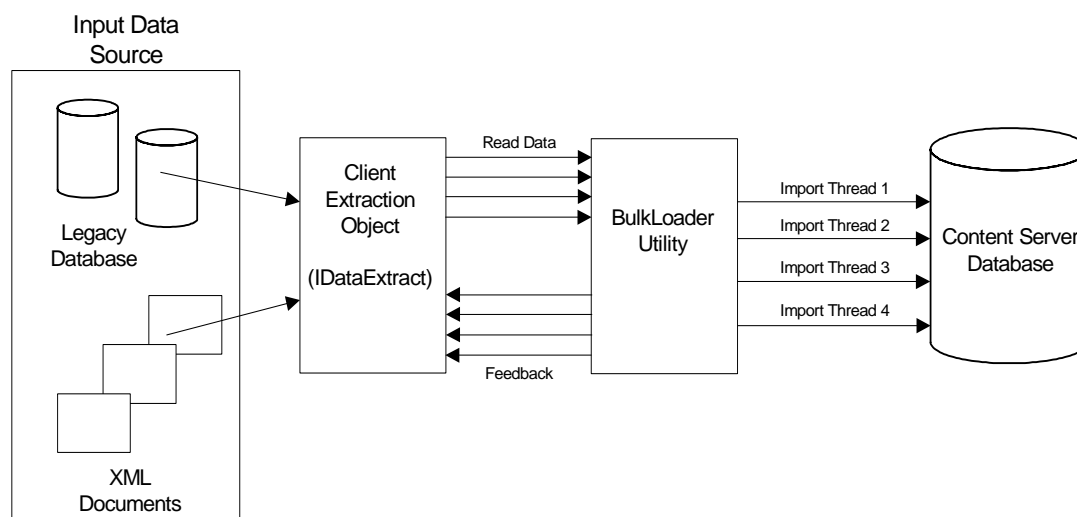 Input Data
Source
Legacy
Database
XML
Documents
Client
Extraction
Object
(IDataExtract)
Read Data
Feedback
BulkLoader
Utility
Import Thread 1
Import Thread 2
Import Thread 3
Import Thread 4
Content Server
Database